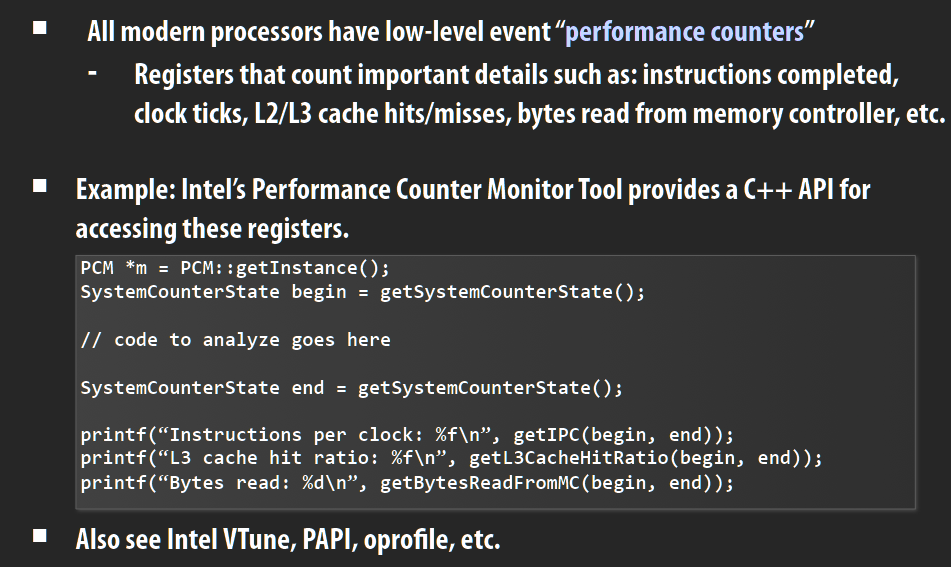 All modern processors have low-level event “performance counters”
- Registers that count important details such as: instructions completed,
clock ticks, L2/L3 cache hits/misses, bytes read from memory controller, etc.
Example: Intel’s Performance Counter Monitor Tool provides a C++ API for
accessing these registers.
PCM *m = PCM::getInstance();
SystemCounterState begin = getSystemCounterState();
// code to analyze goes here
SystemCounterState end = getSystemCounterState();
printf(“Instructions per clock: %f\n”, getIPC(begin, end));
printf(“L3 cache hit ratio: %f\n”, getL3CacheHitRatio(begin, end));
printf(“Bytes read: %d\n”, getBytesReadFromMC(begin, end));
Also see Intel VTune, PAPI, oprofile, etc.